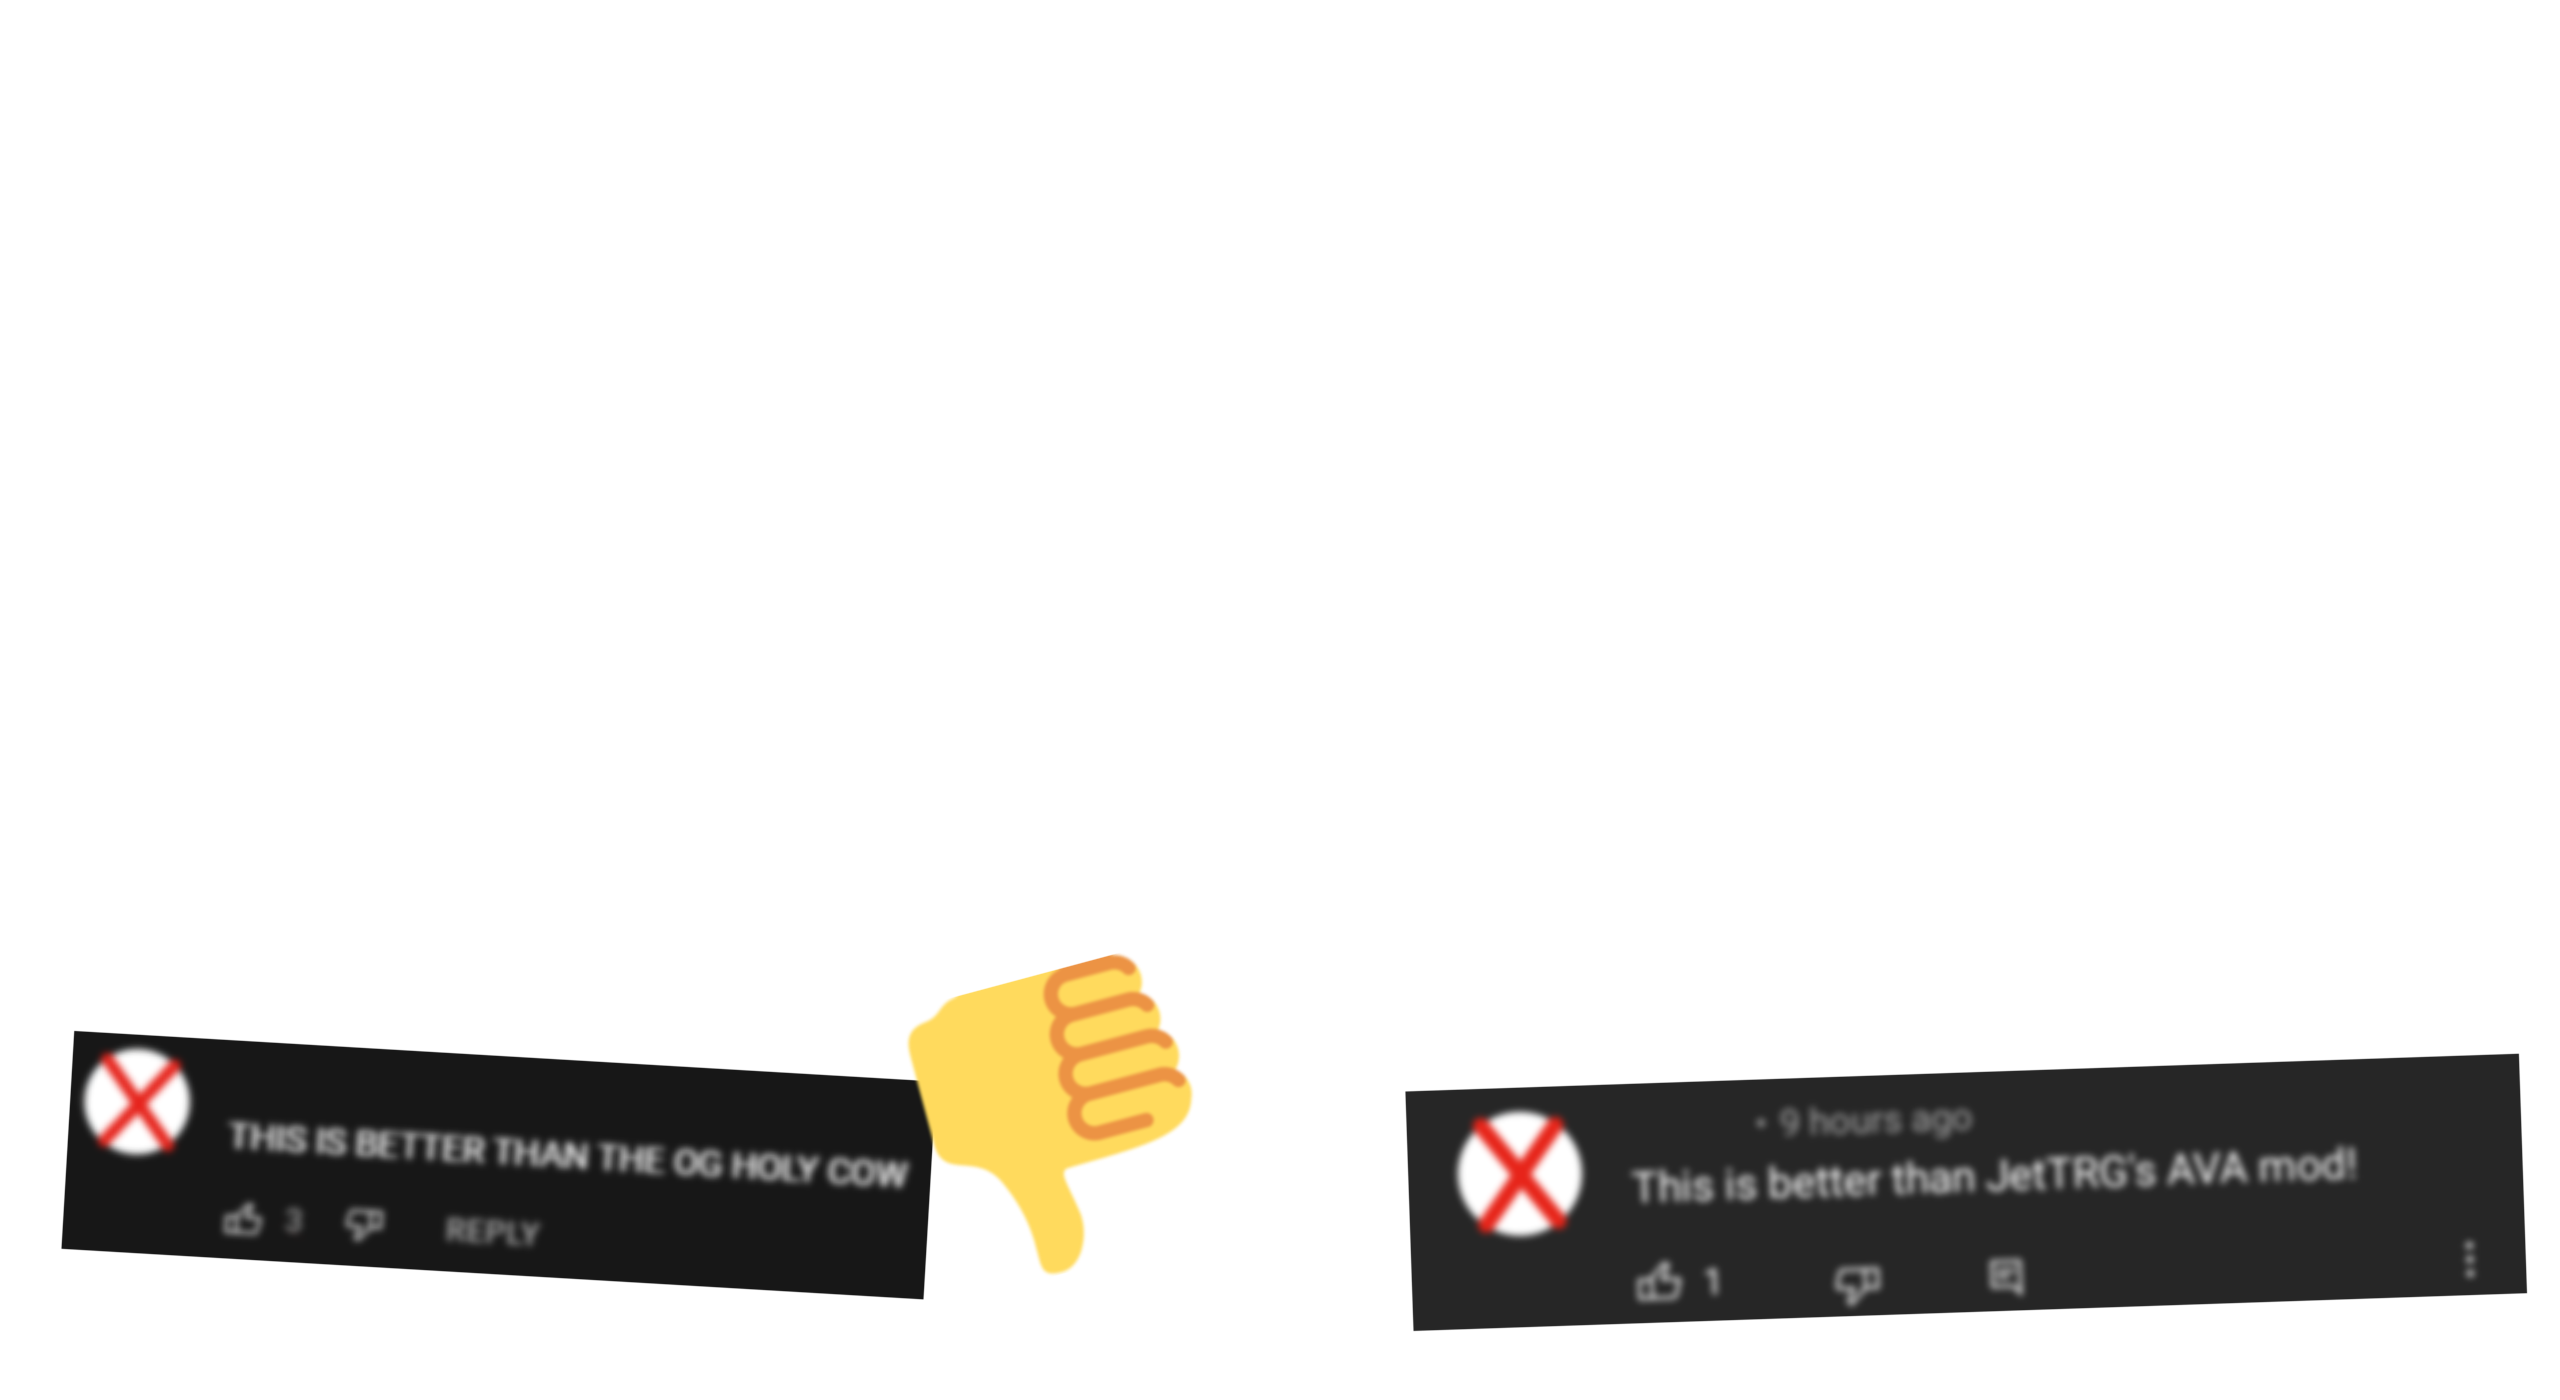 THIS IS BETTER THAN THE OG HOLY COW
3 REPLY
• 9 hours ago
This is better than JetTRG's AVA mod!
1